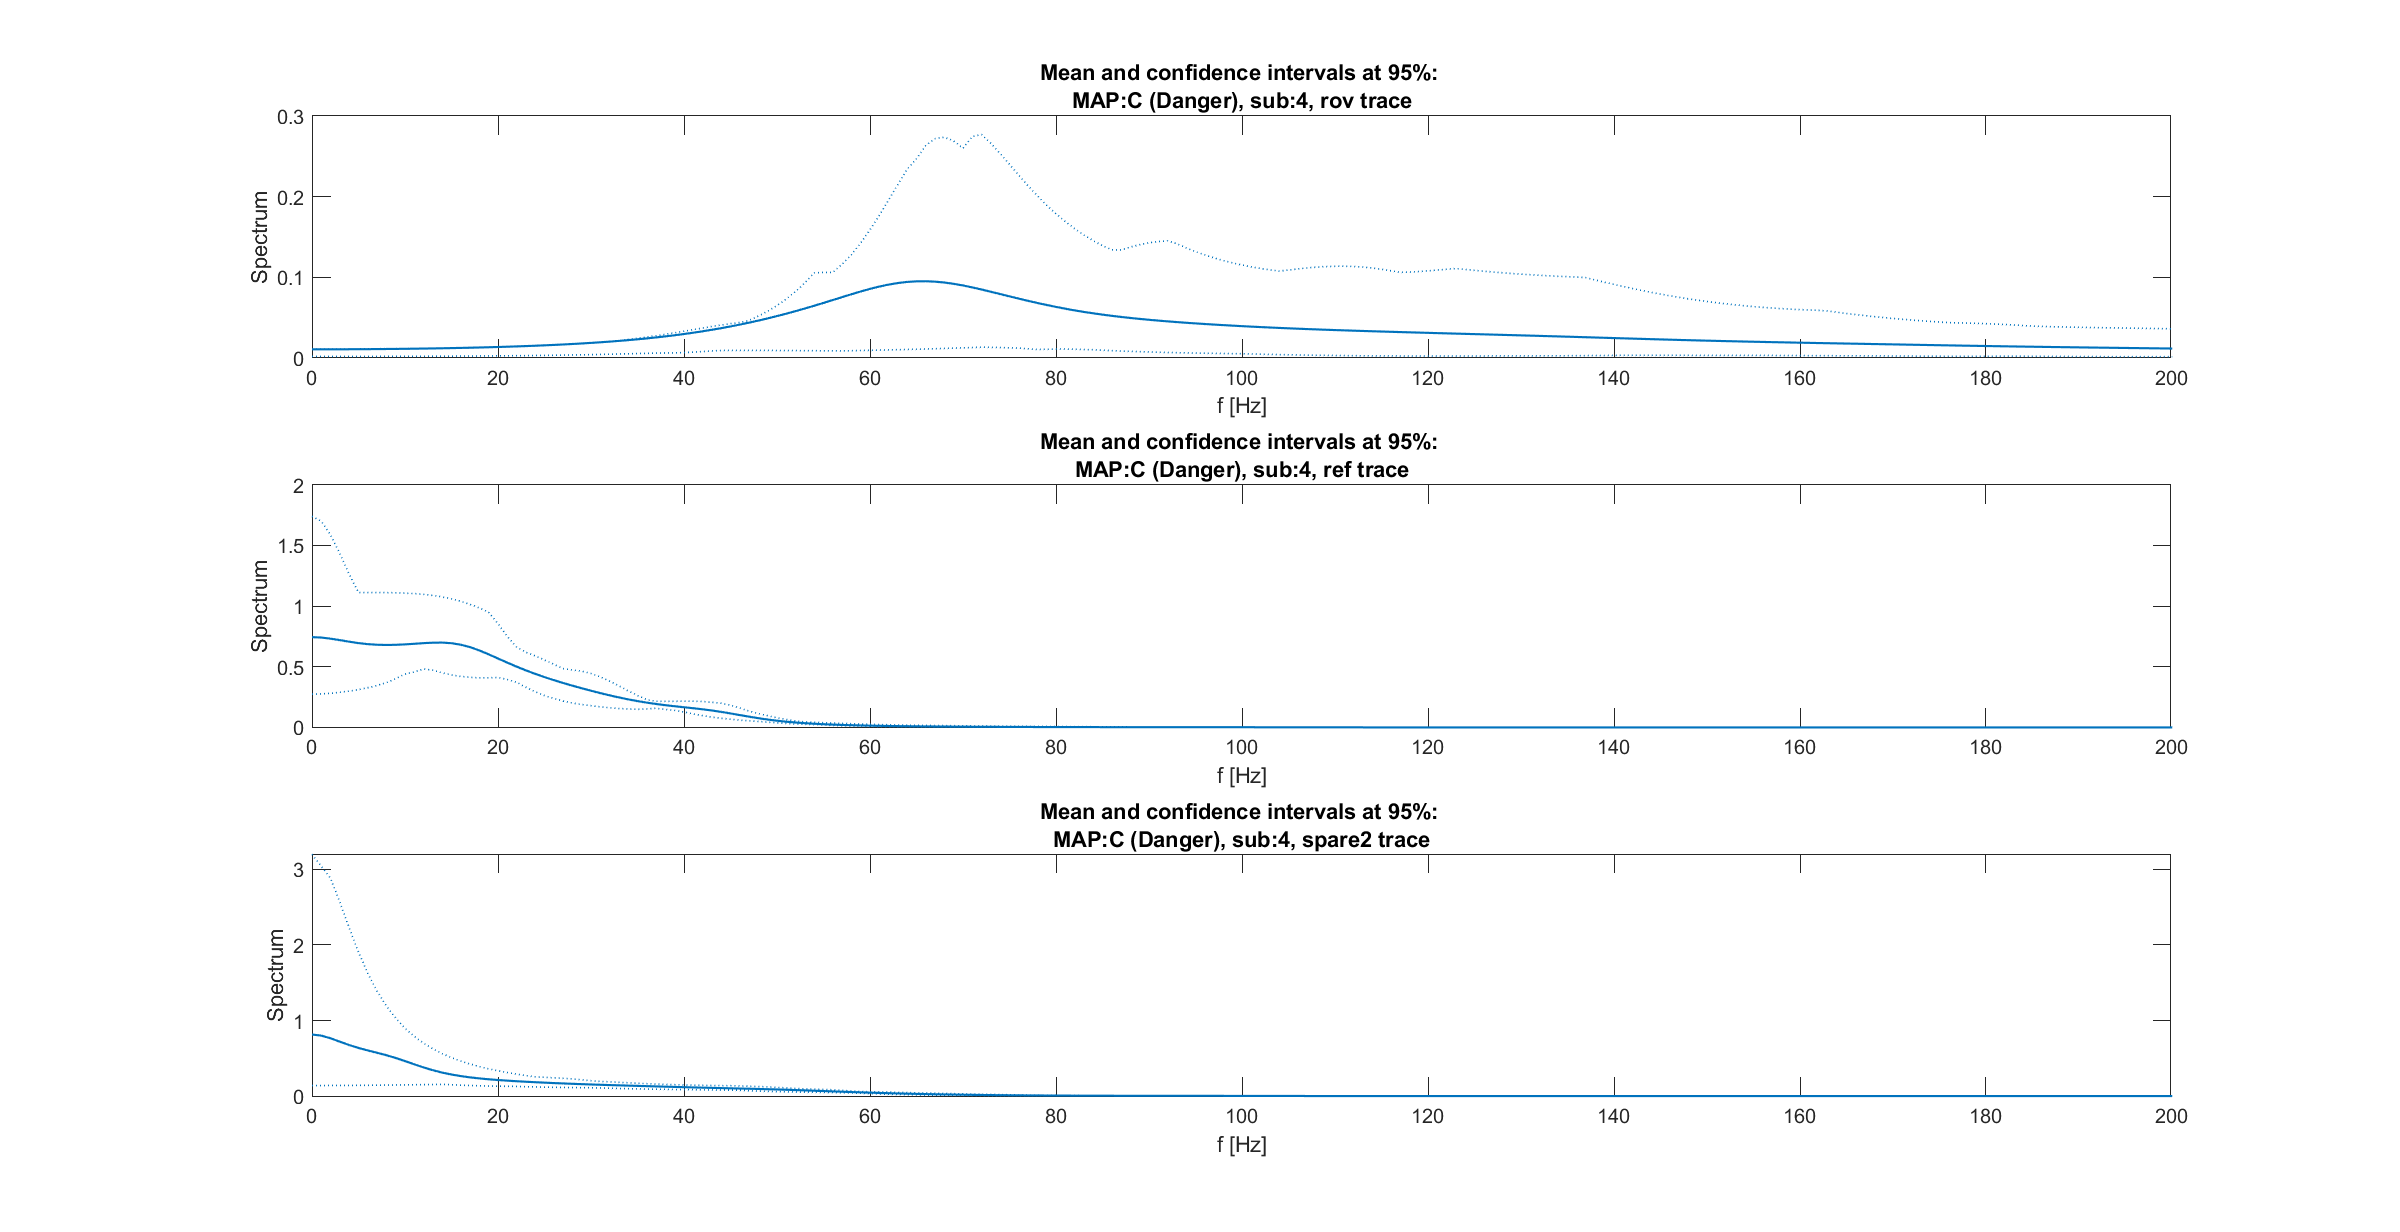 Mean and confidence intervals at 95%:
MAP:C (Danger), sub:4, rov trace
0.3
0.2
0.1
0
Spectrum
0 20 40 60 80 100 120 140 160 180 200
f [Hz]
Mean and confidence intervals at 95%:
MAP:C (Danger), sub:4, ref trace
2
1.5
1
0.5
0
Spectrum
0 20 40 60 80 100 120 140 160 180 200
f [Hz]
Mean and confidence intervals at 95%:
MAP:C (Danger), sub:4, spare2 trace
3
2
1
0
Spectrum
0 20 40 60 80 100 120 140 160 180 200
f [Hz]